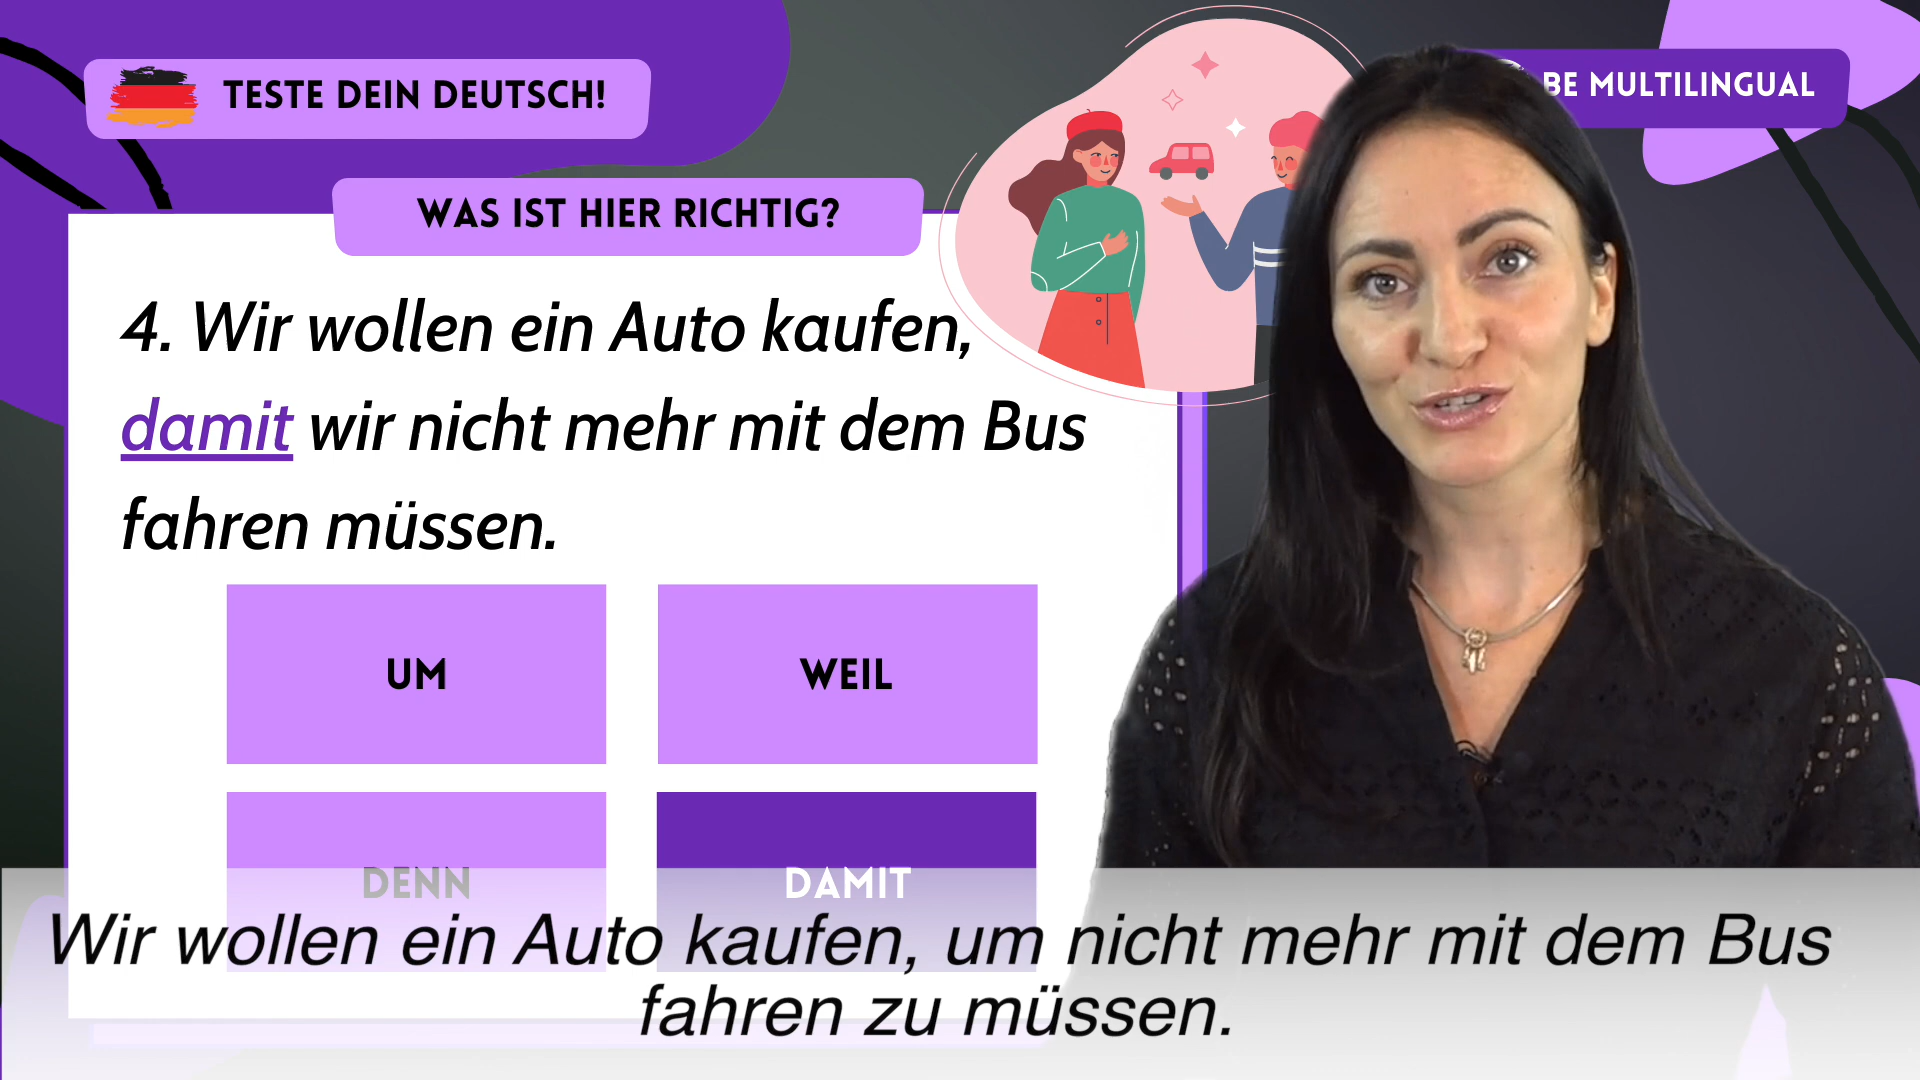 TESTE DEIN DEUTSCH!
BE MULTILINGUAL
WAS IST HIER RICHTIG?
4. Wir wollen ein Auto kaufen,
damit wir nicht mehr mit dem Bus
fahren müssen.
UM
WEIL
DENN
DAMIT
Wir wollen ein Auto kaufen, um nicht mehr mit dem Bus
fahren zu müssen.